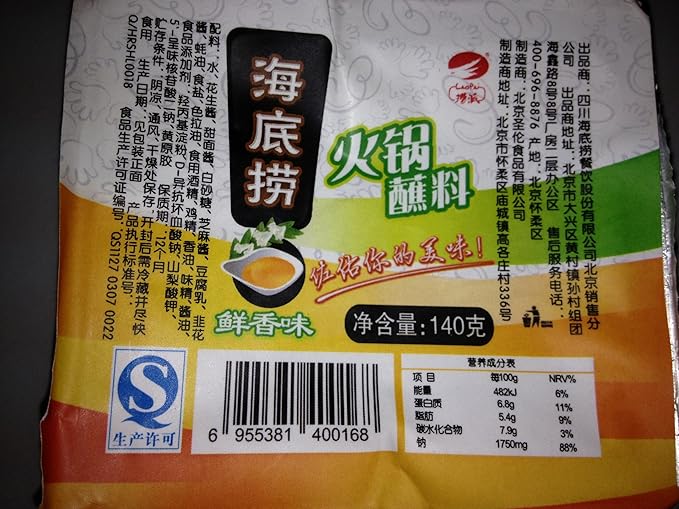 出品商：四川海底捞餐饮股份有限公司北京销售分
公司 出品商地址：北京市大兴区黄村镇孙村组团
海鑫路8号8号厂房二层办公区 售后服务电话：
400-696-8876 产地：北京怀柔区
制造商：北京圣伦食品有限公司
制造商地址：北京市怀柔区庙城镇高各庄村336号
LaoPai
捞派
火锅
蘸料
佐佑你的美味！
海底捞
鲜香味
净含量：140克
配料：水、花生酱、甜面酱、白砂糖、芝麻酱、豆腐乳、韭花
酱、蚝油、食盐、色拉油、食用酒精、鸡精、香油、味精、酱油、
食品添加剂（羟丙基淀粉、D-异抗坏血酸钠、山梨酸钾、
5'-呈味核苷酸二钠、黄原胶） 保质期：12个月
贮存条件：阴凉、通风、干燥处保存，开封后需冷藏并尽快
食用 生产日期：见包装正面 产品执行标准号：
Q/HRSHL0018 食品生产许可证编号：QS1127 0307 0022
生产许可
6 955381 400168
营养成分表
项目 每100g NRV%
能量 482kJ 6%
蛋白质 6.8g 11%
脂肪 5.4g 9%
碳水化合物 7.9g 3%
钠 1750mg 88%